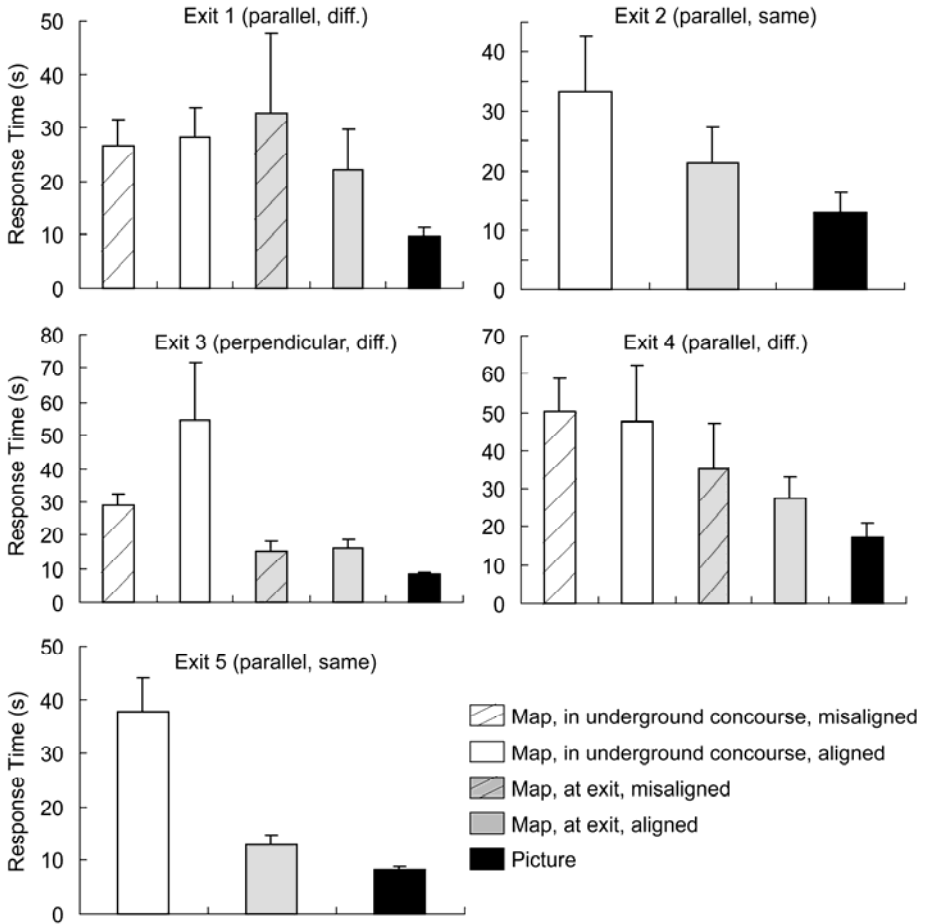 Exit 1 (parallel, diff.)
Response Time (s)
50
40
30
20
10
0
Exit 2 (parallel, same)
40
30
20
10
0
Exit 3 (perpendicular, diff.)
Response Time (s)
80
70
60
50
40
30
20
10
0
Exit 4 (parallel, diff.)
70
60
50
40
30
20
10
0
Exit 5 (parallel, same)
Response Time (s)
50
40
30
20
10
0
Map, in underground concourse, misaligned
Map, in underground concourse, aligned
Map, at exit, misaligned
Map, at exit, aligned
Picture